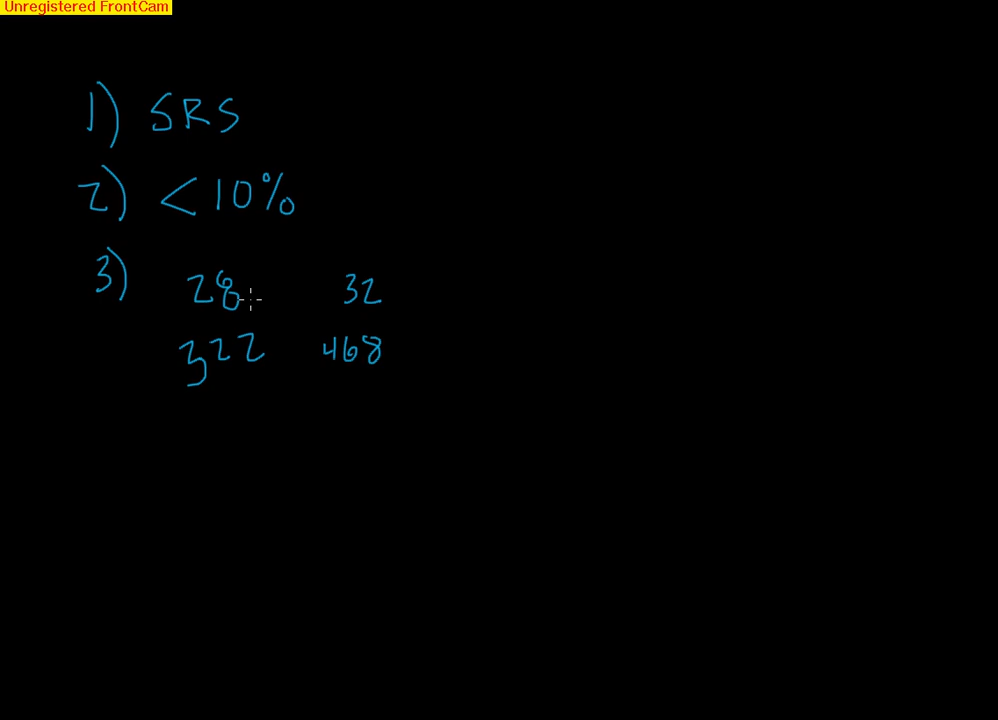 Unregistered FrontCam
1) SRS
2) <10%
3)
28 32
322 468